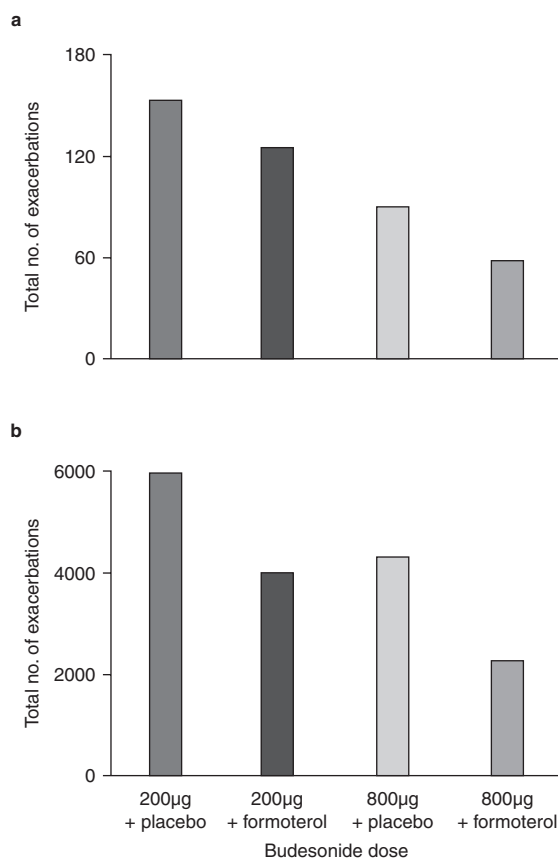 a
180
120
60
0
Total no. of exacerbations
b
6000
4000
2000
0
Total no. of exacerbations
200µg 200µg 800µg 800µg
+ placebo + formoterol + placebo + formoterol
Budesonide dose